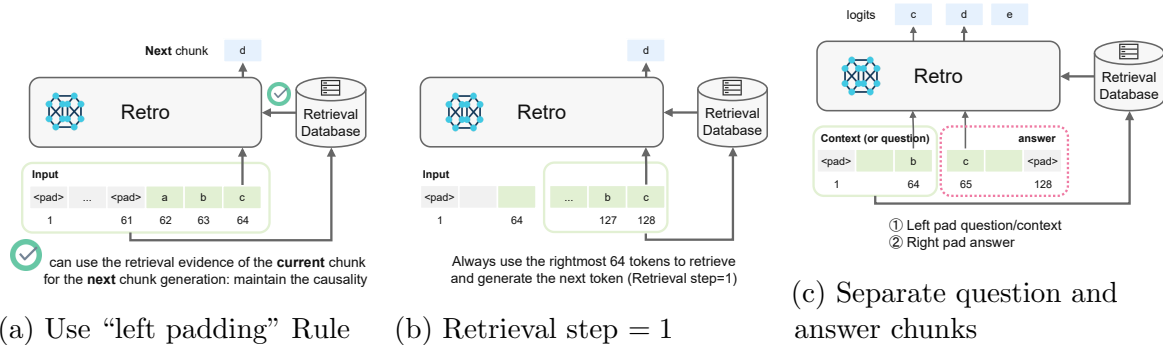 Next chunk
d
Retro
Retrieval
Database
Input
<pad> ... <pad> a b c
1 61 62 63 64
can use the retrieval evidence of the current chunk
for the next chunk generation: maintain the causality
(a) Use “left padding” Rule
d
Retro
Retrieval
Database
Input
<pad> ... b c
1 64 127 128
Always use the rightmost 64 tokens to retrieve
and generate the next token (Retrieval step=1)
(b) Retrieval step = 1
logits c d e
Retro
Retrieval
Database
Context (or question) answer
<pad> b c <pad>
1 64 65 128
① Left pad question/context
② Right pad answer
(c) Separate question and
answer chunks